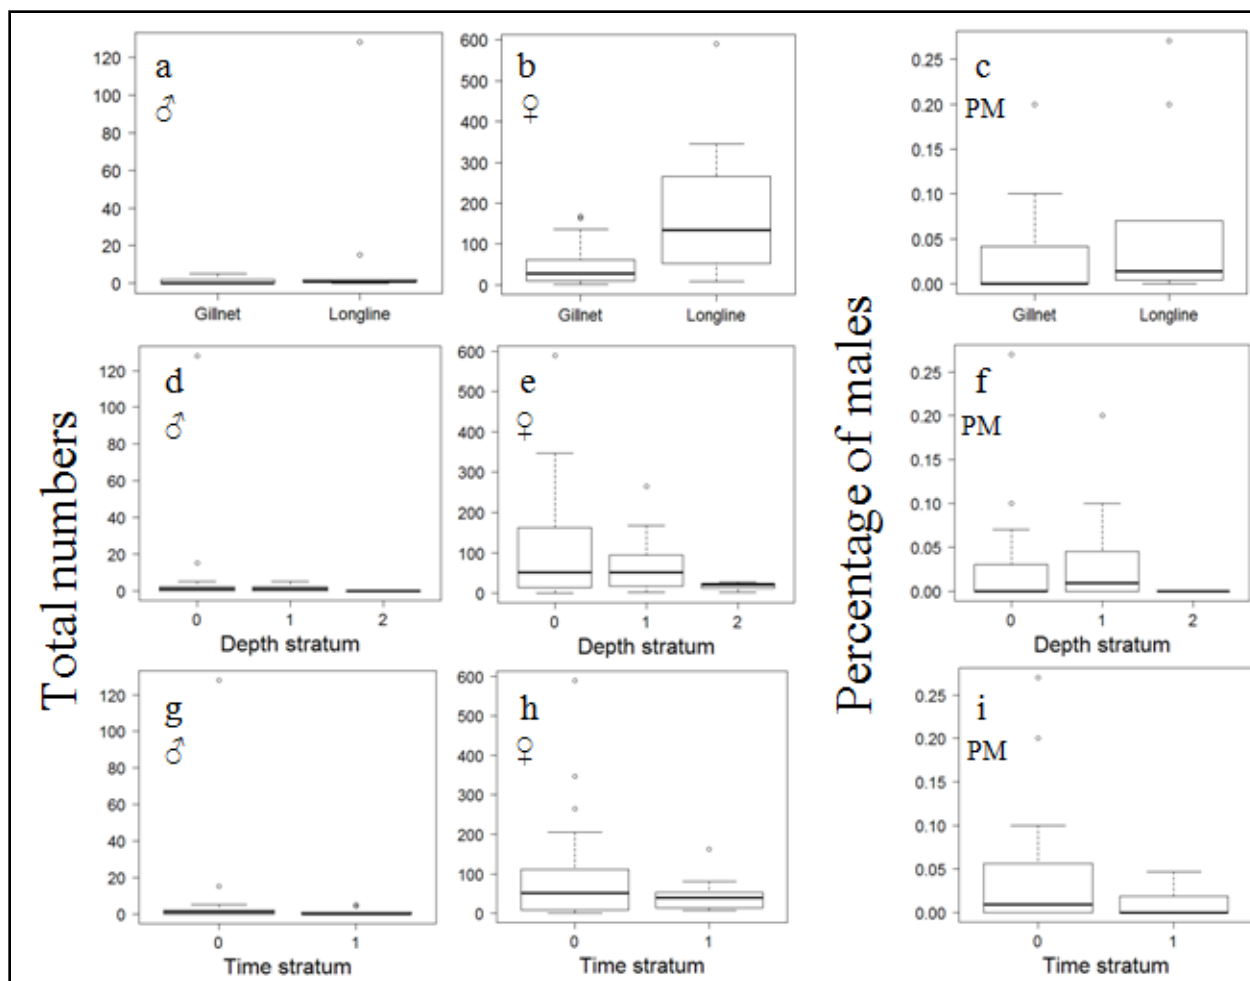 Total numbers
Percentage of males
a
♂
120
100
80
60
40
20
0
Gillnet Longline
b
♀
600
500
400
300
200
100
0
Gillnet Longline
c
PM
0.25
0.20
0.15
0.10
0.05
0.00
Gillnet Longline
d
♂
120
100
80
60
40
20
0
0 1 2
Depth stratum
e
♀
600
500
400
300
200
100
0
0 1 2
Depth stratum
f
PM
0.25
0.20
0.15
0.10
0.05
0.00
0 1 2
Depth stratum
g
♂
120
100
80
60
40
20
0
0 1
Time stratum
h
♀
600
500
400
300
200
100
0
0 1
Time stratum
i
PM
0.25
0.20
0.15
0.10
0.05
0.00
0 1
Time stratum